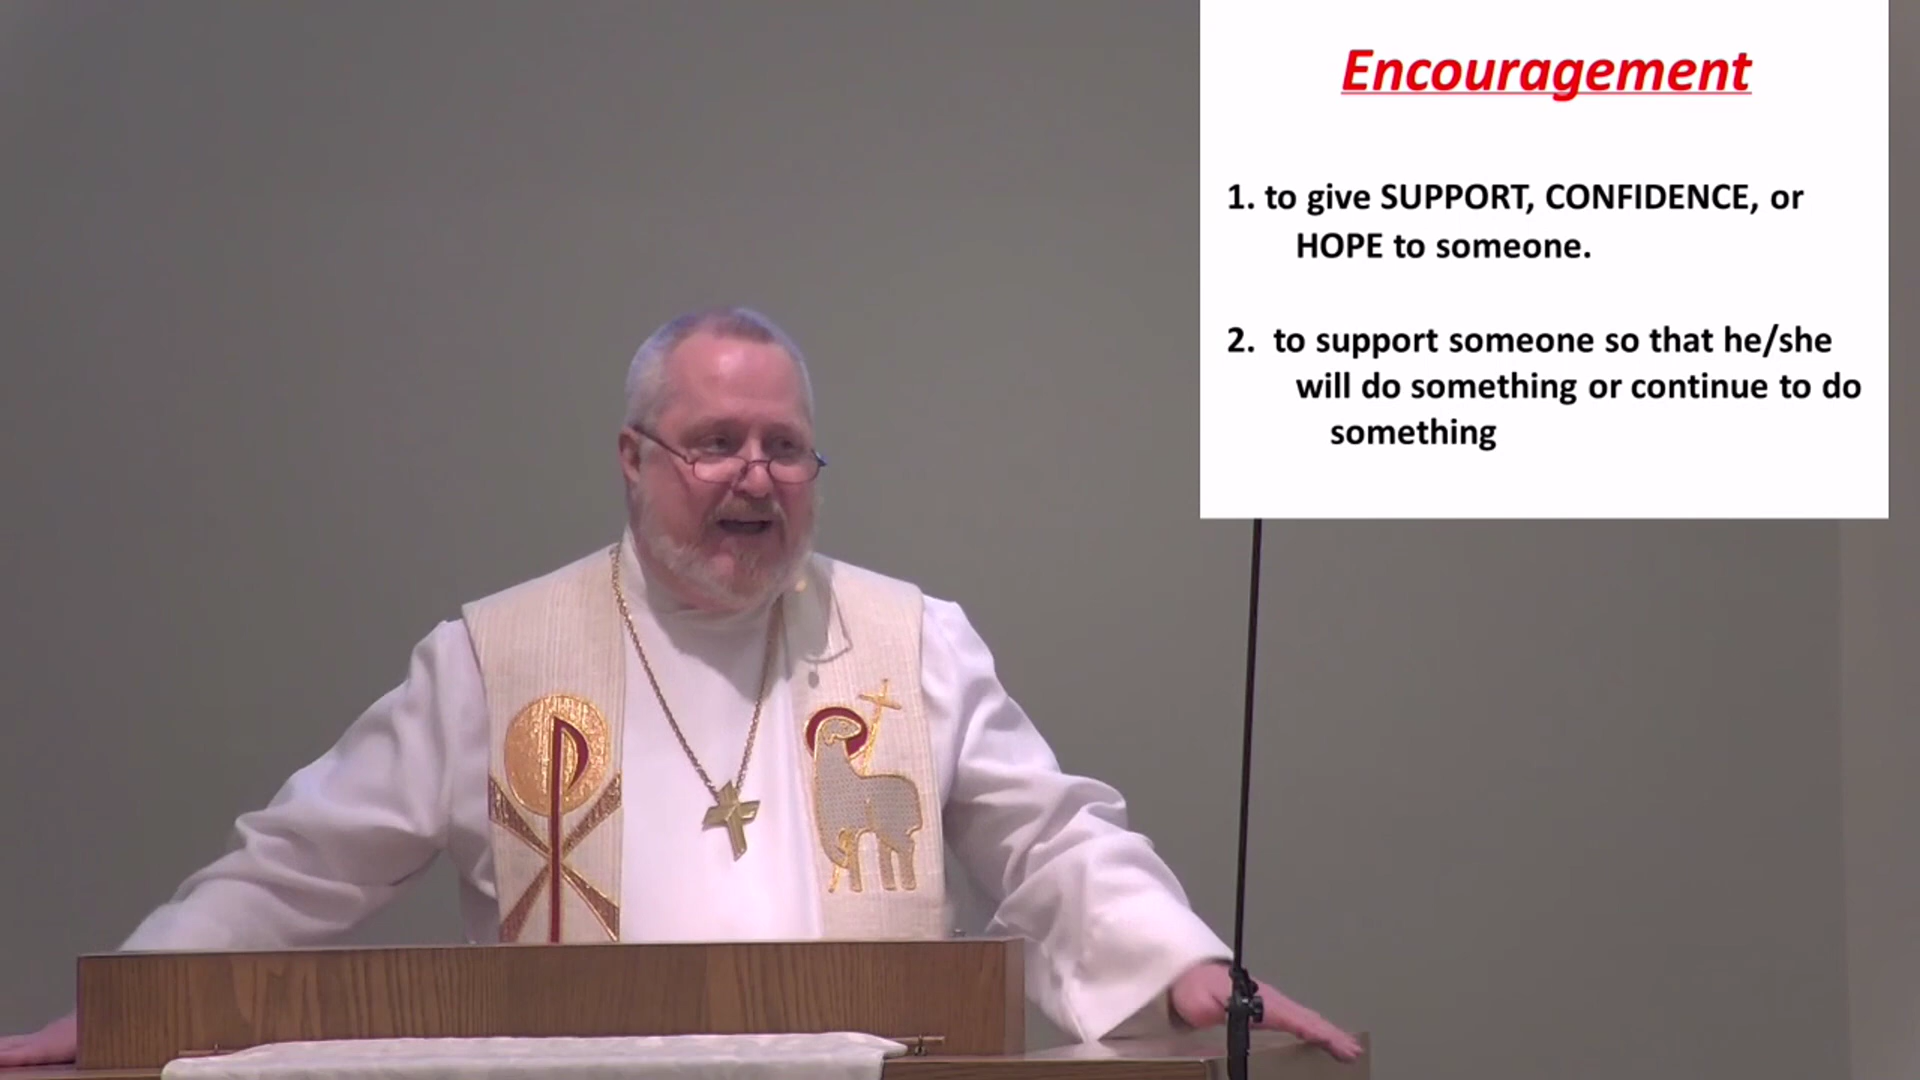 Encouragement
1. to give SUPPORT, CONFIDENCE, or
HOPE to someone.
2. to support someone so that he/she
will do something or continue to do
something